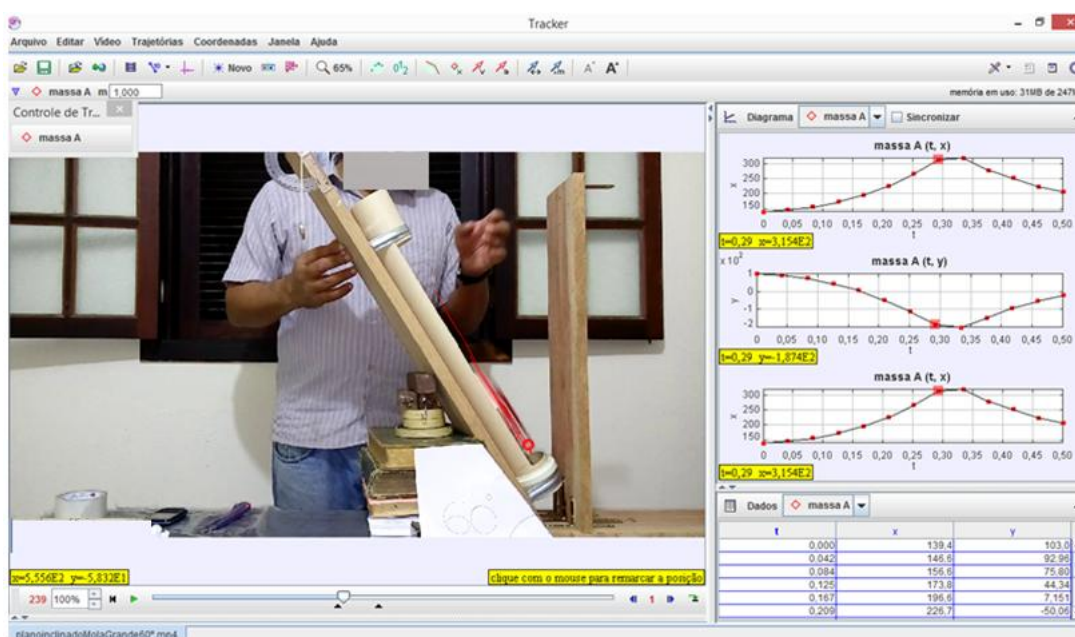 Tracker
Arquivo Editar Vídeo Trajetórias Coordenadas Janela Ajuda
Novo 65%
massa A m 1,000
memória em uso: 31MB de 247M
Controle de Tr...
massa A
Diagrama massa A Sincronizar
massa A (t, x)
300
250
200
150
x
0 0,05 0,10 0,15 0,20 0,25 0,30 0,35 0,40 0,45 0,50
t
t=0,29 x=3,154E2
massa A (t, y)
x 10^2
1
0
-1
-2
y
0 0,05 0,10 0,15 0,20 0,25 0,30 0,35 0,40 0,45 0,50
t
t=0,29 y=-1,874E2
massa A (t, x)
300
250
200
150
x
0 0,05 0,10 0,15 0,20 0,25 0,30 0,35 0,40 0,45 0,50
t
t=0,29 x=3,154E2
Dados massa A
t x y
0,000 139,4 103,0
0,042 146,6 92,96
0,084 156,6 75,80
0,125 173,8 44,34
0,167 196,6 7,151
0,209 226,7 -50,06
60°
x=5,556E2 y=-5,832E1
clique com o mouse para remarcar a posição
239 100% 1
planoinclinadoMolaGrande60°.mp4